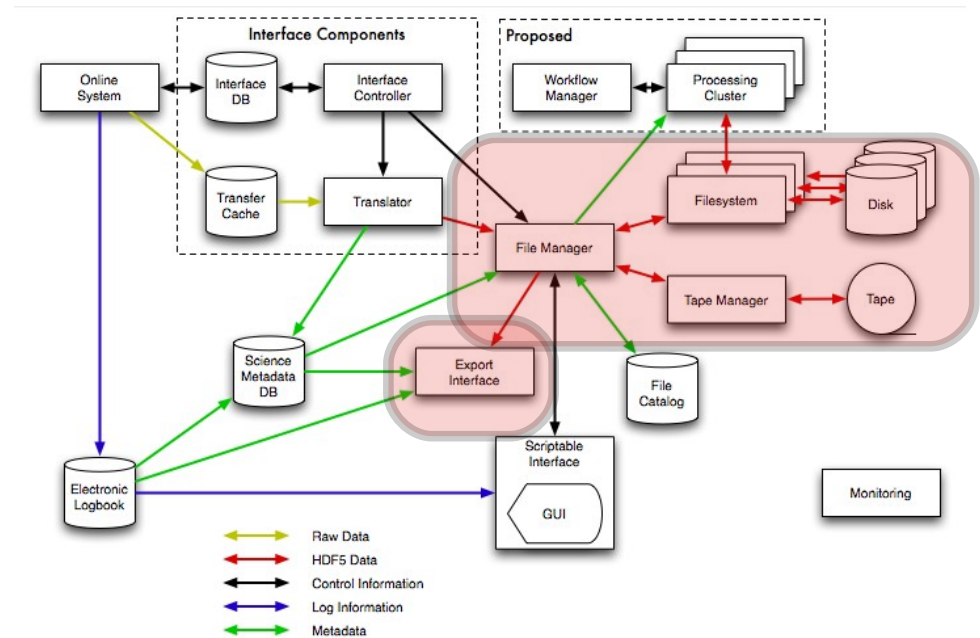 Interface Components
Proposed
Online
System
Interface
DB
Interface
Controller
Workflow
Manager
Processing
Cluster
Transfer
Cache
Translator
Filesystem
Disk
File Manager
Tape Manager
Tape
Science
Metadata
DB
Export
Interface
File
Catalog
Scriptable
Interface
GUI
Electronic
Logbook
Monitoring
Raw Data
HDF5 Data
Control Information
Log Information
Metadata